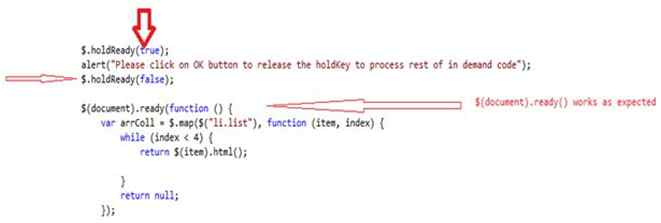 $.holdReady(true);
alert("Please click on OK button to release the holdKey to process rest of in demand code");
$.holdReady(false);
$(document).ready(function () {
$(document).ready() works as expected
var arrColl = $.map($("li.list"), function (item, index) {
while (index < 4) {
return $(item).html();
}
return null;
});